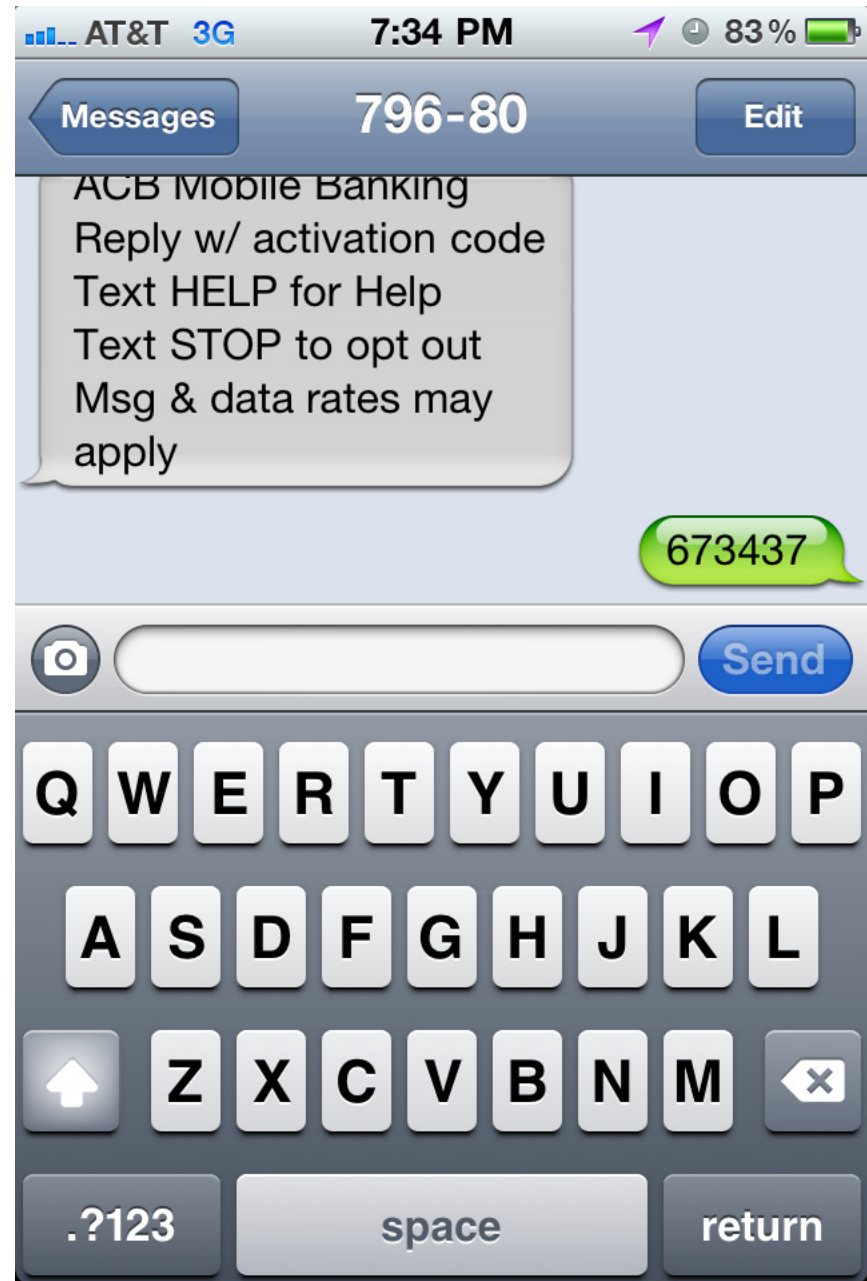 AT&T 3G 7:34 PM 83%
Messages 796-80 Edit
ACB Mobile Banking
Reply w/ activation code
Text HELP for Help
Text STOP to opt out
Msg & data rates may
apply
673437
Send
Q W E R T Y U I O P
A S D F G H J K L
Z X C V B N M
.?123 space return